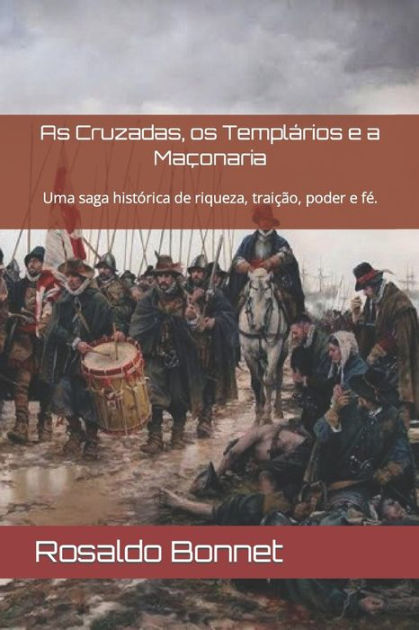 As Cruzadas, os Templários e a
Maçonaria
Uma saga histórica de riqueza, traição, poder e fé.
Rosaldo Bonnet